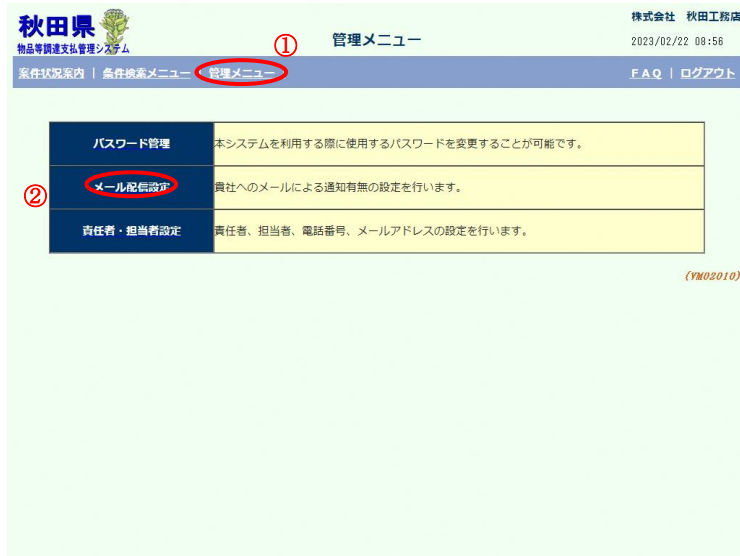 秋田県
物品等調達支払管理システム
①
管理メニュー
株式会社 秋田工務店
2023/02/22 08:56
案件状況案内 | 条件検索メニュー | 管理メニュー
FAQ | ログアウト
パスワード管理
本システムを利用する際に使用するパスワードを変更することが可能です。
②
メール配信設定
貴社へのメールによる通知有無の設定を行います。
責任者・担当者設定
責任者、担当者、電話番号、メールアドレスの設定を行います。
(YM02010)